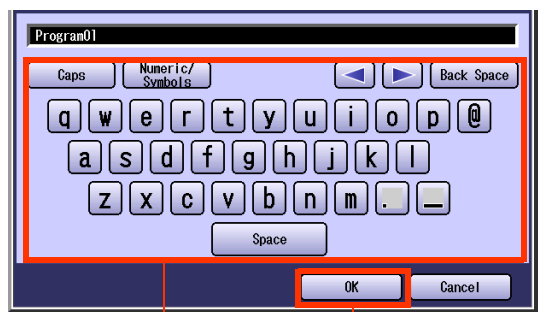 Program01
Caps Numeric/ Back Space
Symbols
q w e r t y u i o p @
a s d f g h j k l
z x c v b n m . _
Space
OK Cancel